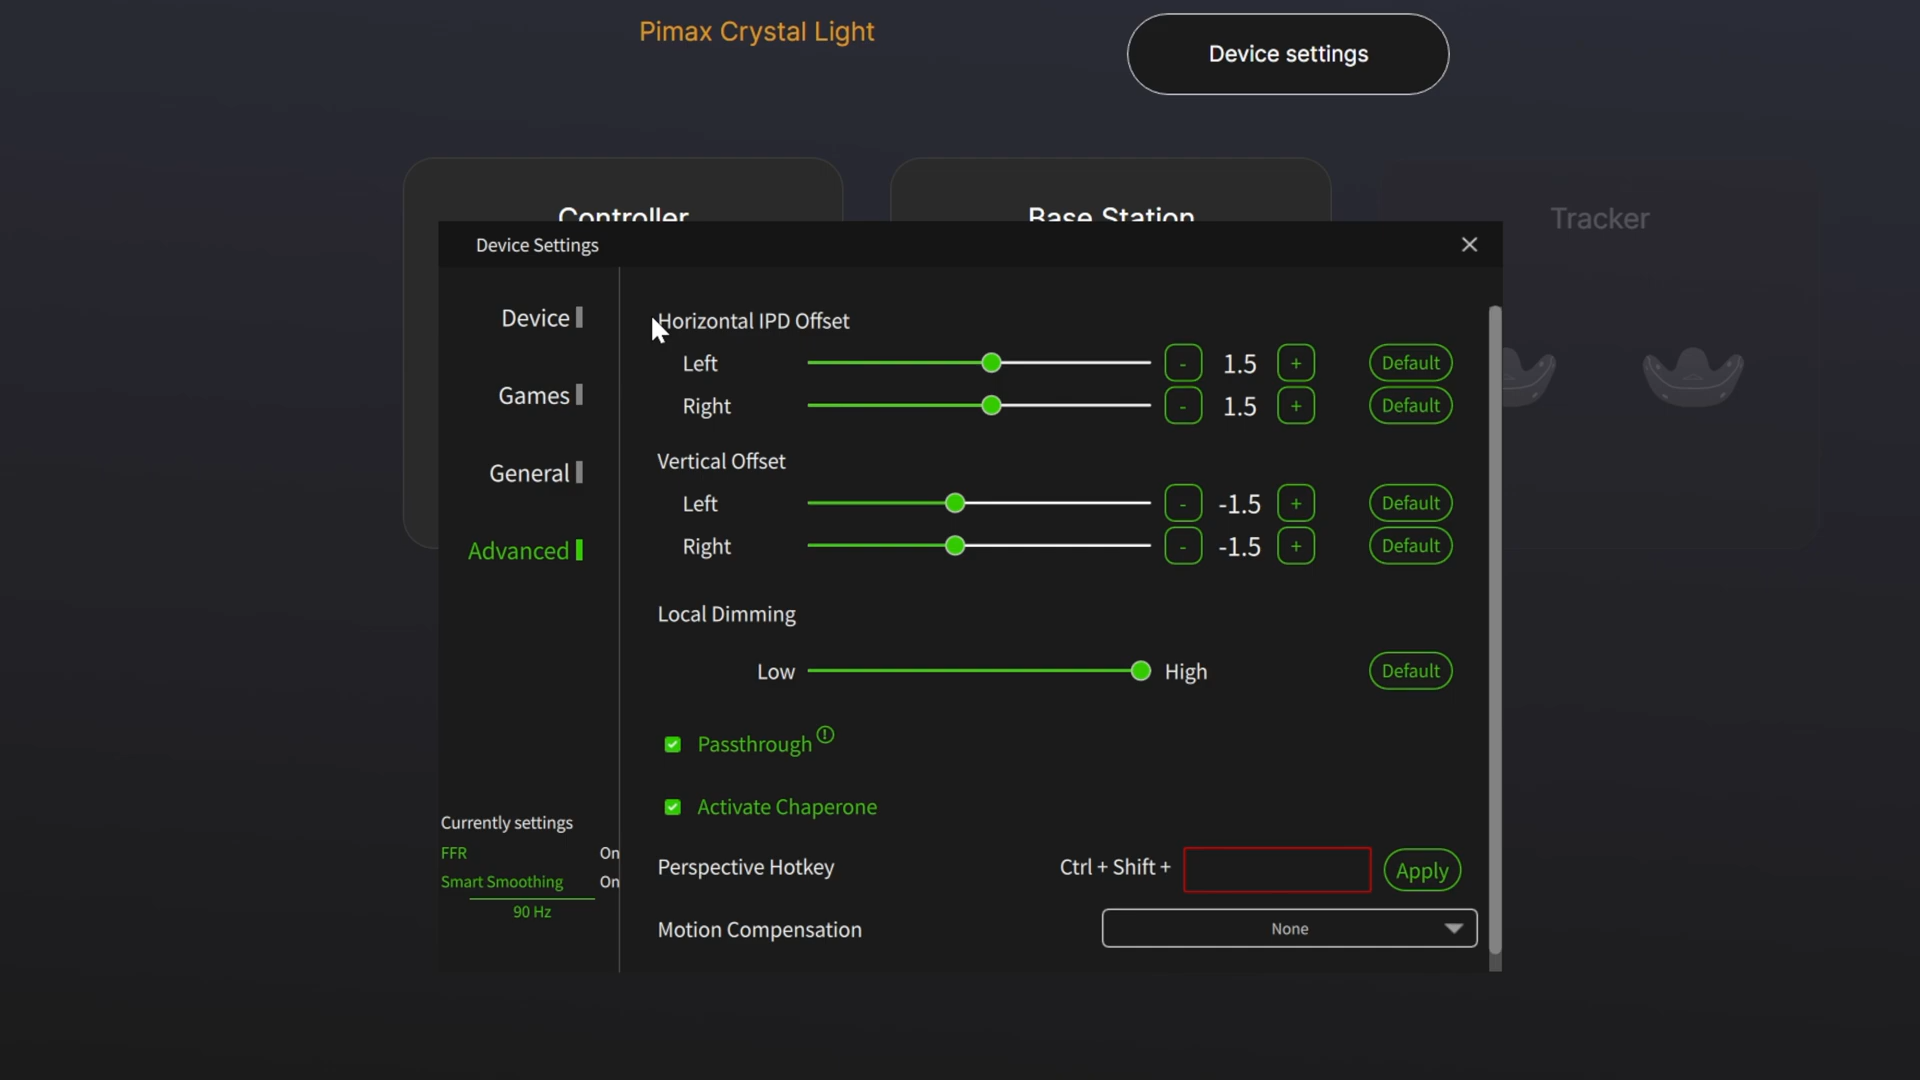 Pimax Crystal Light
Device settings
Controller
Base Station
Tracker
Device Settings
Device
Games
General
Advanced
Currently settings
FFR On
Smart Smoothing On
90 Hz
Horizontal IPD Offset
Left - 1.5 + Default
Right - 1.5 + Default
Vertical Offset
Left - -1.5 + Default
Right - -1.5 + Default
Local Dimming
Low High Default
Passthrough
Activate Chaperone
Perspective Hotkey Ctrl + Shift + Apply
Motion Compensation None